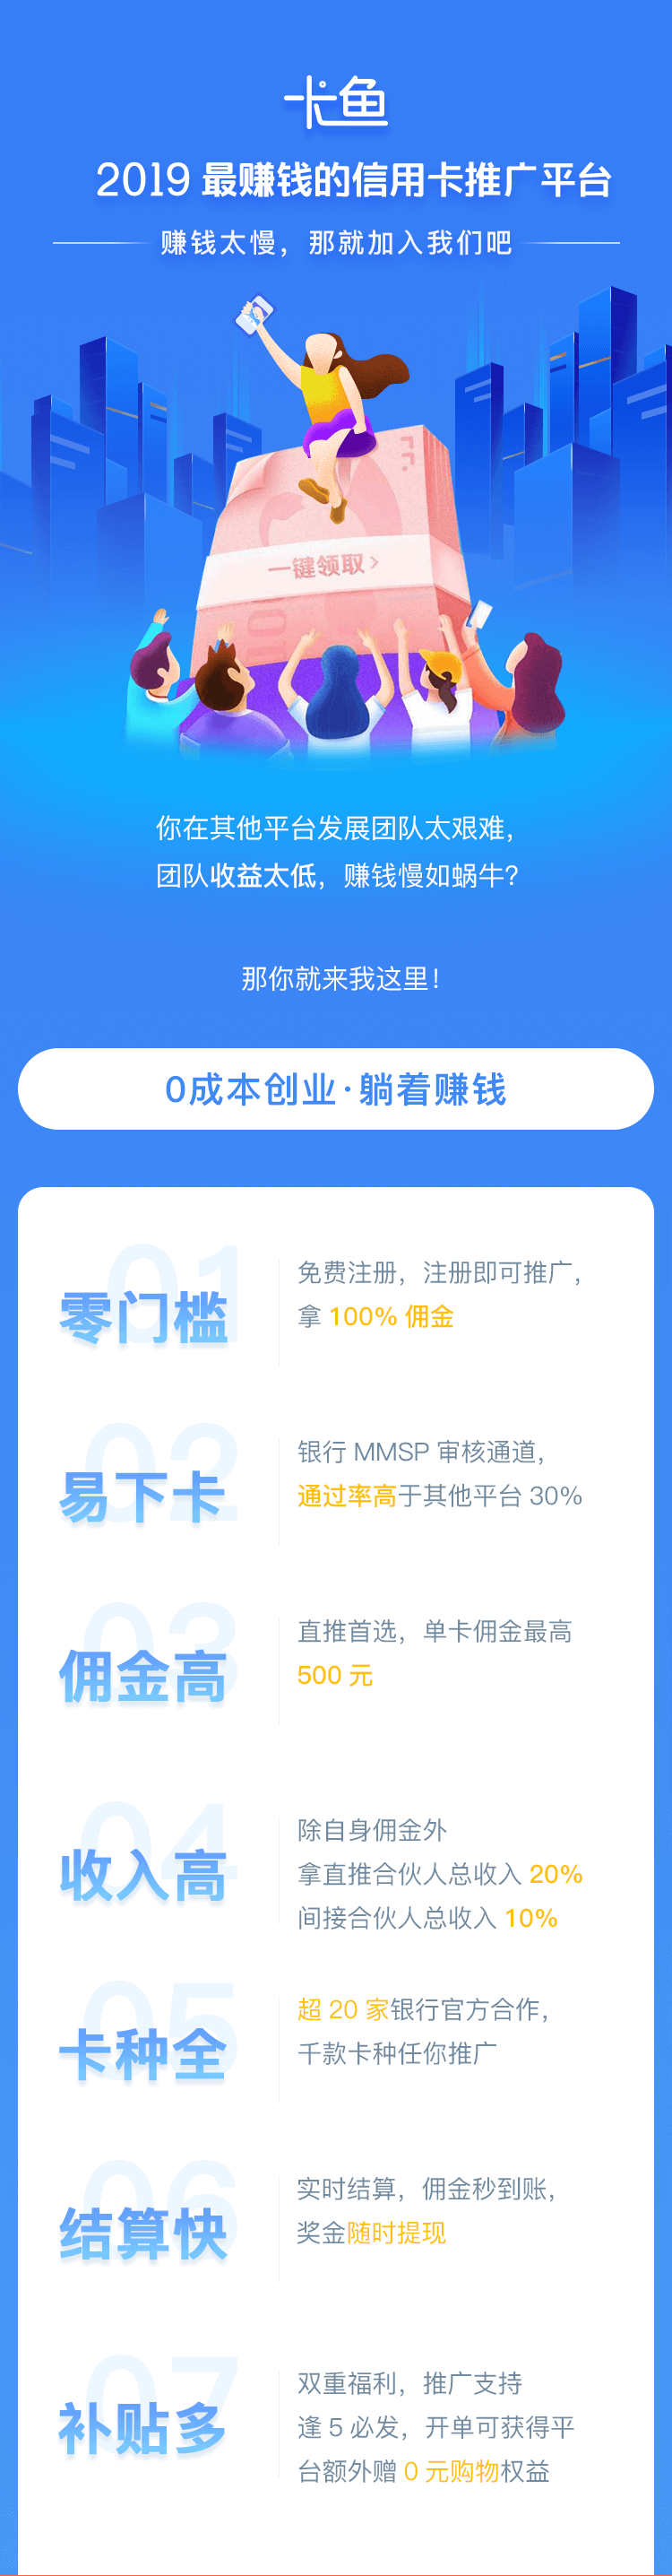 卡鱼
2019 最赚钱的信用卡推广平台
赚钱太慢，那就加入我们吧
一键领取>
你在其他平台发展团队太艰难，
团队收益太低，赚钱慢如蜗牛？
那你就来我这里！
0成本创业·躺着赚钱
01
零门槛
免费注册，注册即可推广，
拿 100% 佣金
02
易下卡
银行 MMSP 审核通道，
通过率高于其他平台 30%
03
佣金高
直推首选，单卡佣金最高
500 元
04
收入高
除自身佣金外
拿直推合伙人总收入 20%
间接合伙人总收入 10%
05
卡种全
超 20 家银行官方合作，
千款卡种任你推广
06
结算快
实时结算，佣金秒到账，
奖金随时提现
07
补贴多
双重福利，推广支持
逢 5 必发，开单可获得平
台额外赠 0 元购物权益